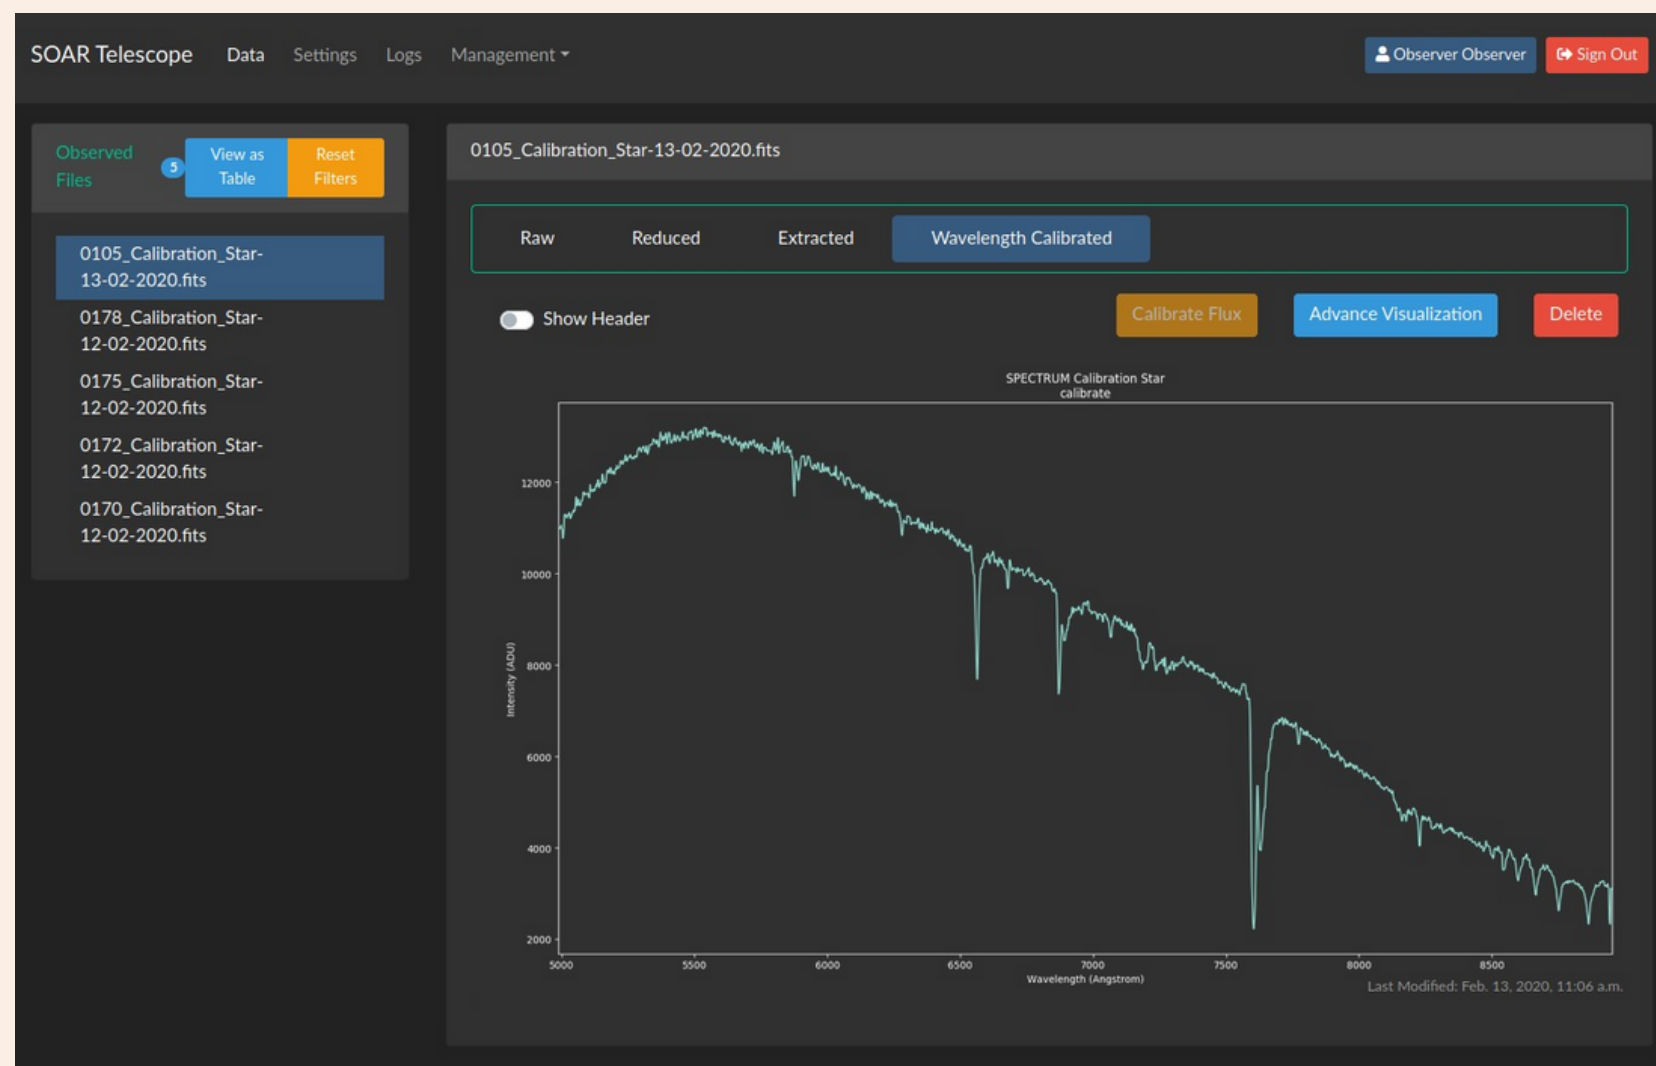 SOAR Telescope Data Settings Logs Management Observer Observer Sign Out
Observed
Files
5
View as
Table
Reset
Filters
0105_Calibration_Star-
13-02-2020.fits
0178_Calibration_Star-
12-02-2020.fits
0175_Calibration_Star-
12-02-2020.fits
0172_Calibration_Star-
12-02-2020.fits
0170_Calibration_Star-
12-02-2020.fits
0105_Calibration_Star-13-02-2020.fits
Raw Reduced Extracted Wavelength Calibrated
Show Header Calibrate Flux Advance Visualization Delete
SPECTRUM Calibration Star
calibrate
Intensity (ADU)
12000
10000
8000
6000
4000
2000
5000 5500 6000 6500 7000 7500 8000 8500
Wavelength (Angstrom)
Last Modified: Feb. 13, 2020, 11:06 a.m.